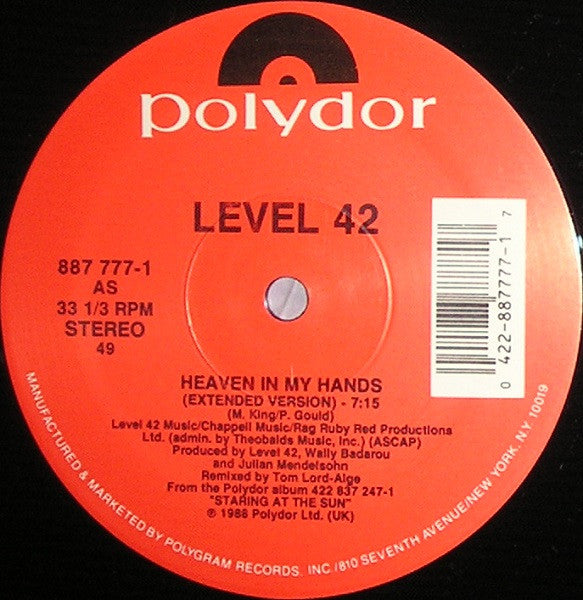 polydor
LEVEL 42
887 777-1
AS
33 1/3 RPM
STEREO
49
0 422-887777-1 7
HEAVEN IN MY HANDS
(EXTENDED VERSION) - 7:15
(M. King/P. Gould)
Level 42 Music/Chappell Music/Rag Ruby Red Productions
Ltd. (admin. by Theobalds Music, Inc.) (ASCAP)
Produced by Level 42, Wally Badarou
and Julian Mendelsohn
Remixed by Tom Lord-Alge
From the Polydor album 422 837 247-1
"STARING AT THE SUN"
℗ 1988 Polydor Ltd. (UK)
MANUFACTURED & MARKETED BY POLYGRAM RECORDS, INC./810 SEVENTH AVENUE/NEW YORK, NY 10019